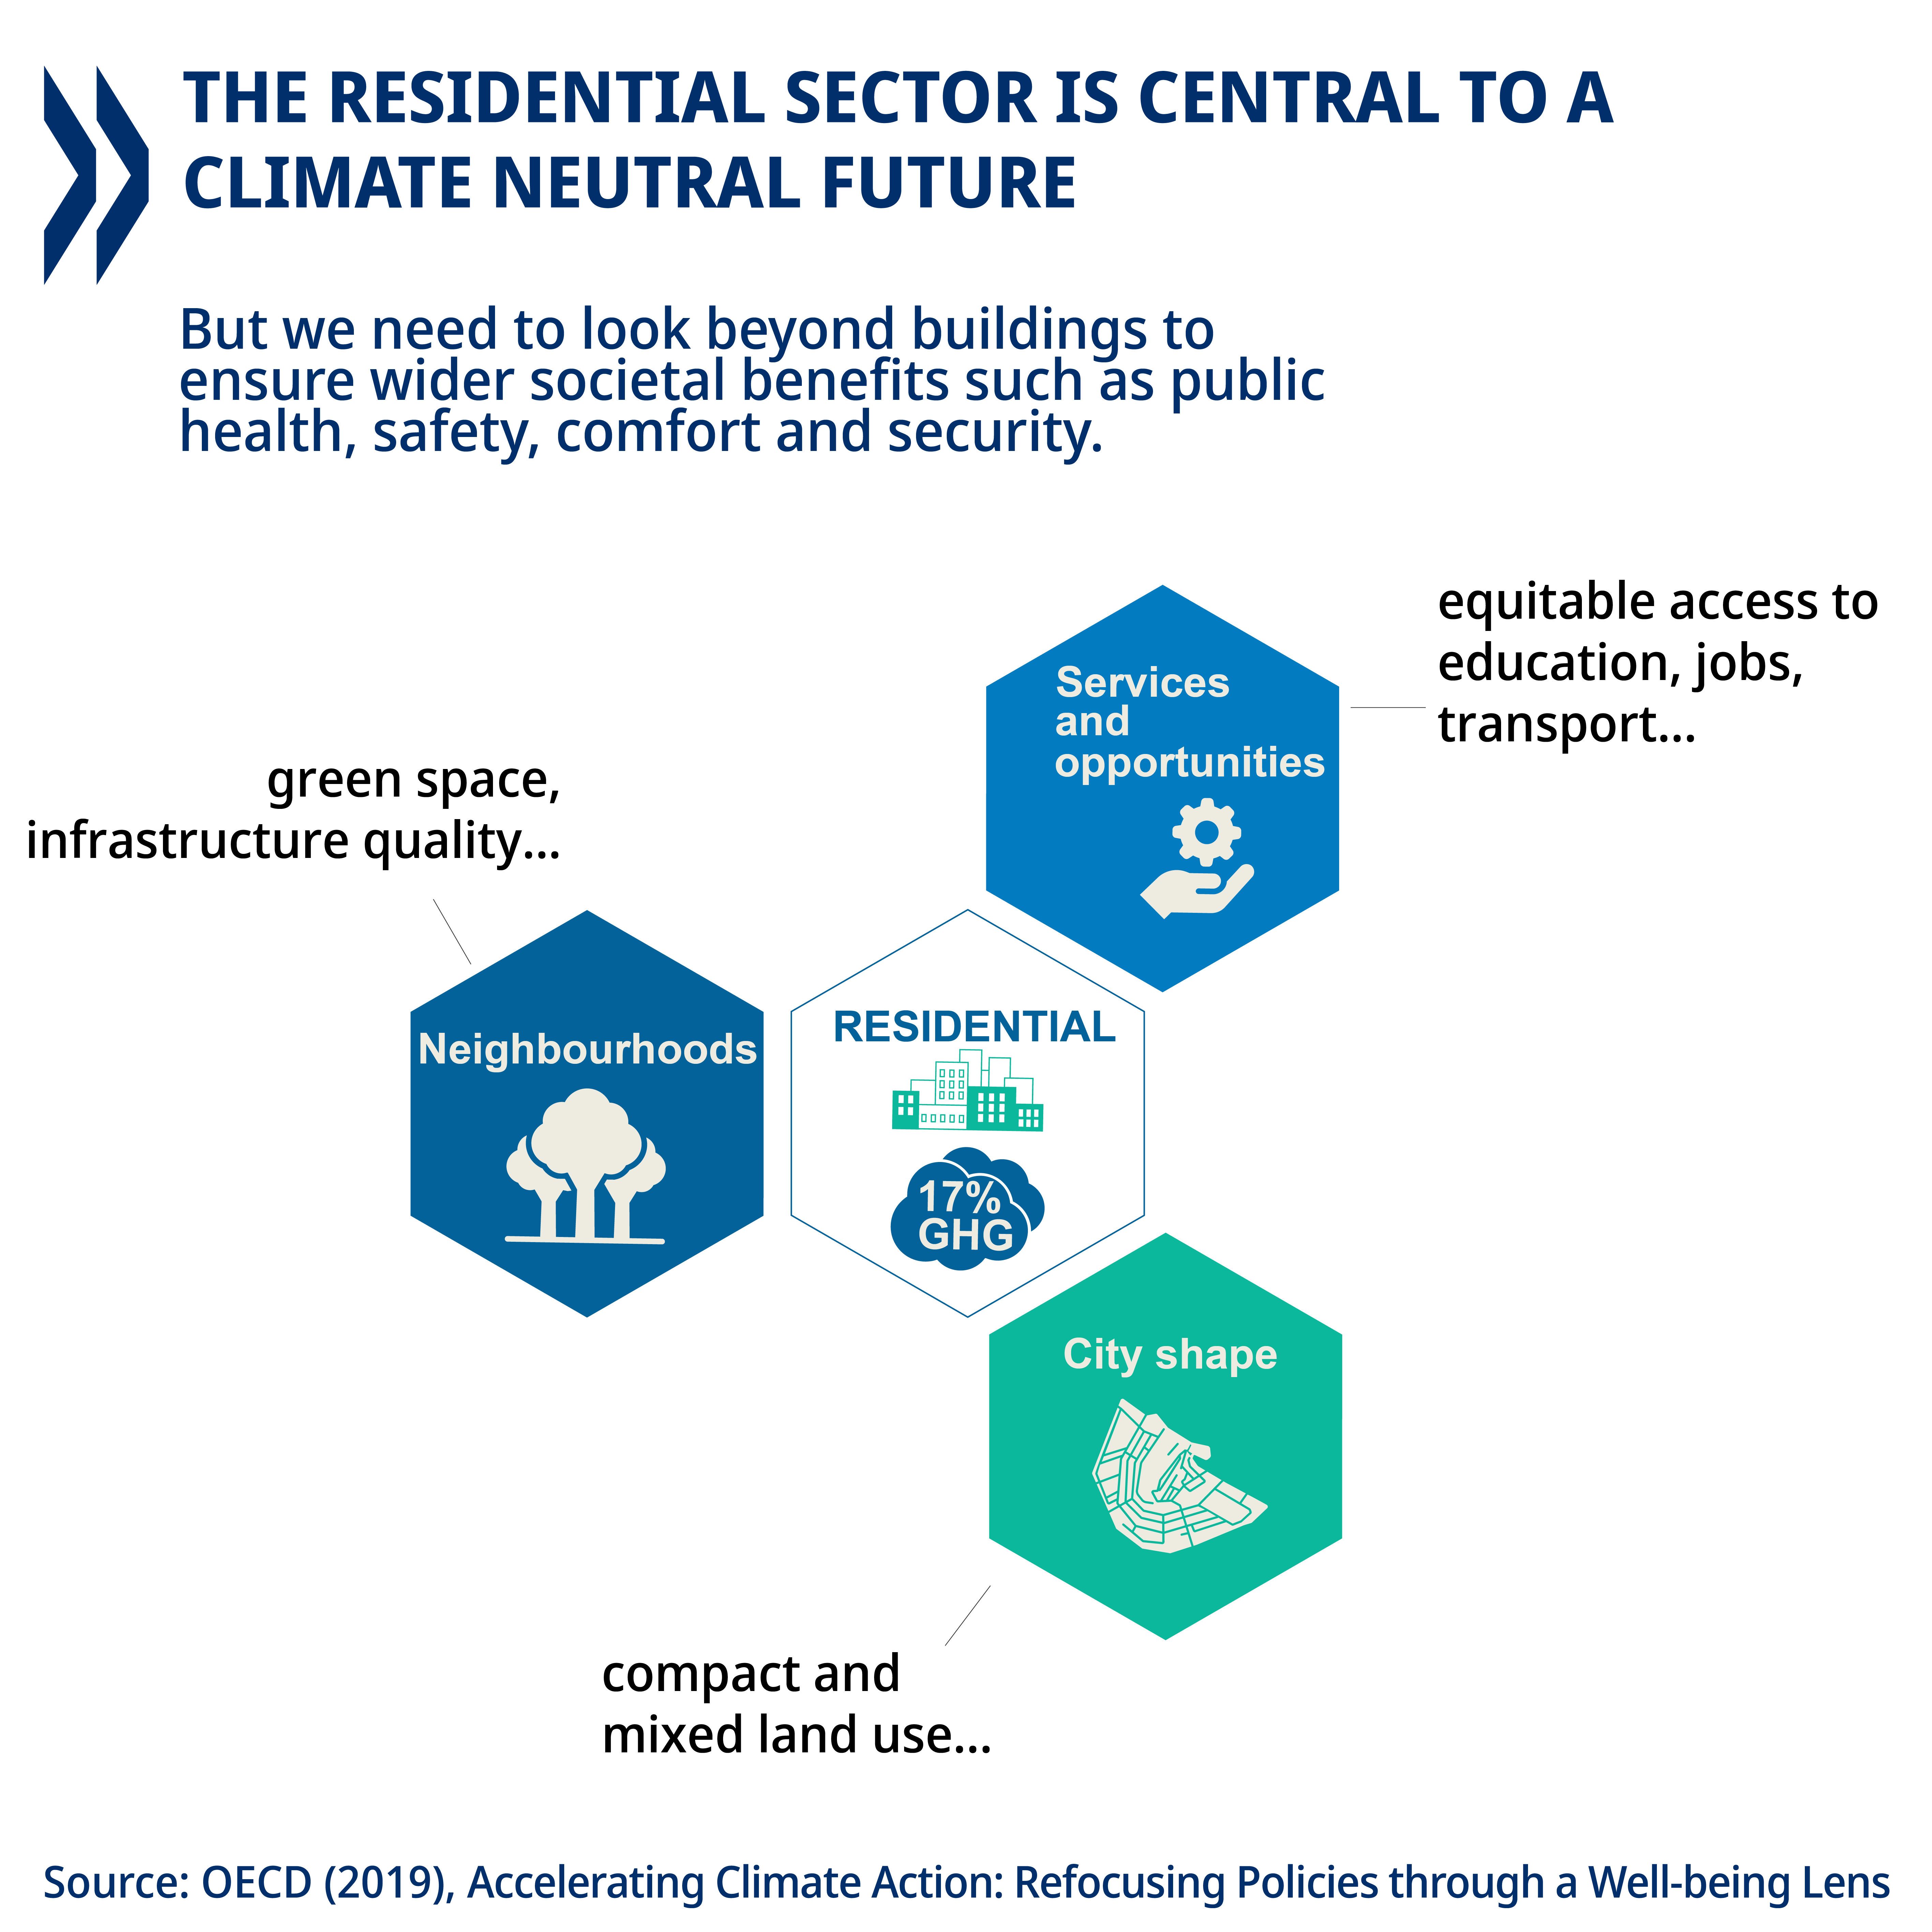 THE RESIDENTIAL SECTOR IS CENTRAL TO A
CLIMATE NEUTRAL FUTURE
But we need to look beyond buildings to
ensure wider societal benefits such as public
health, safety, comfort and security.
equitable access to
education, jobs,
transport...
Services
and
opportunities
green space,
infrastructure quality...
Neighbourhoods
RESIDENTIAL
17%
GHG
City shape
compact and
mixed land use...
Source: OECD (2019), Accelerating Climate Action: Refocusing Policies through a Well-being Lens